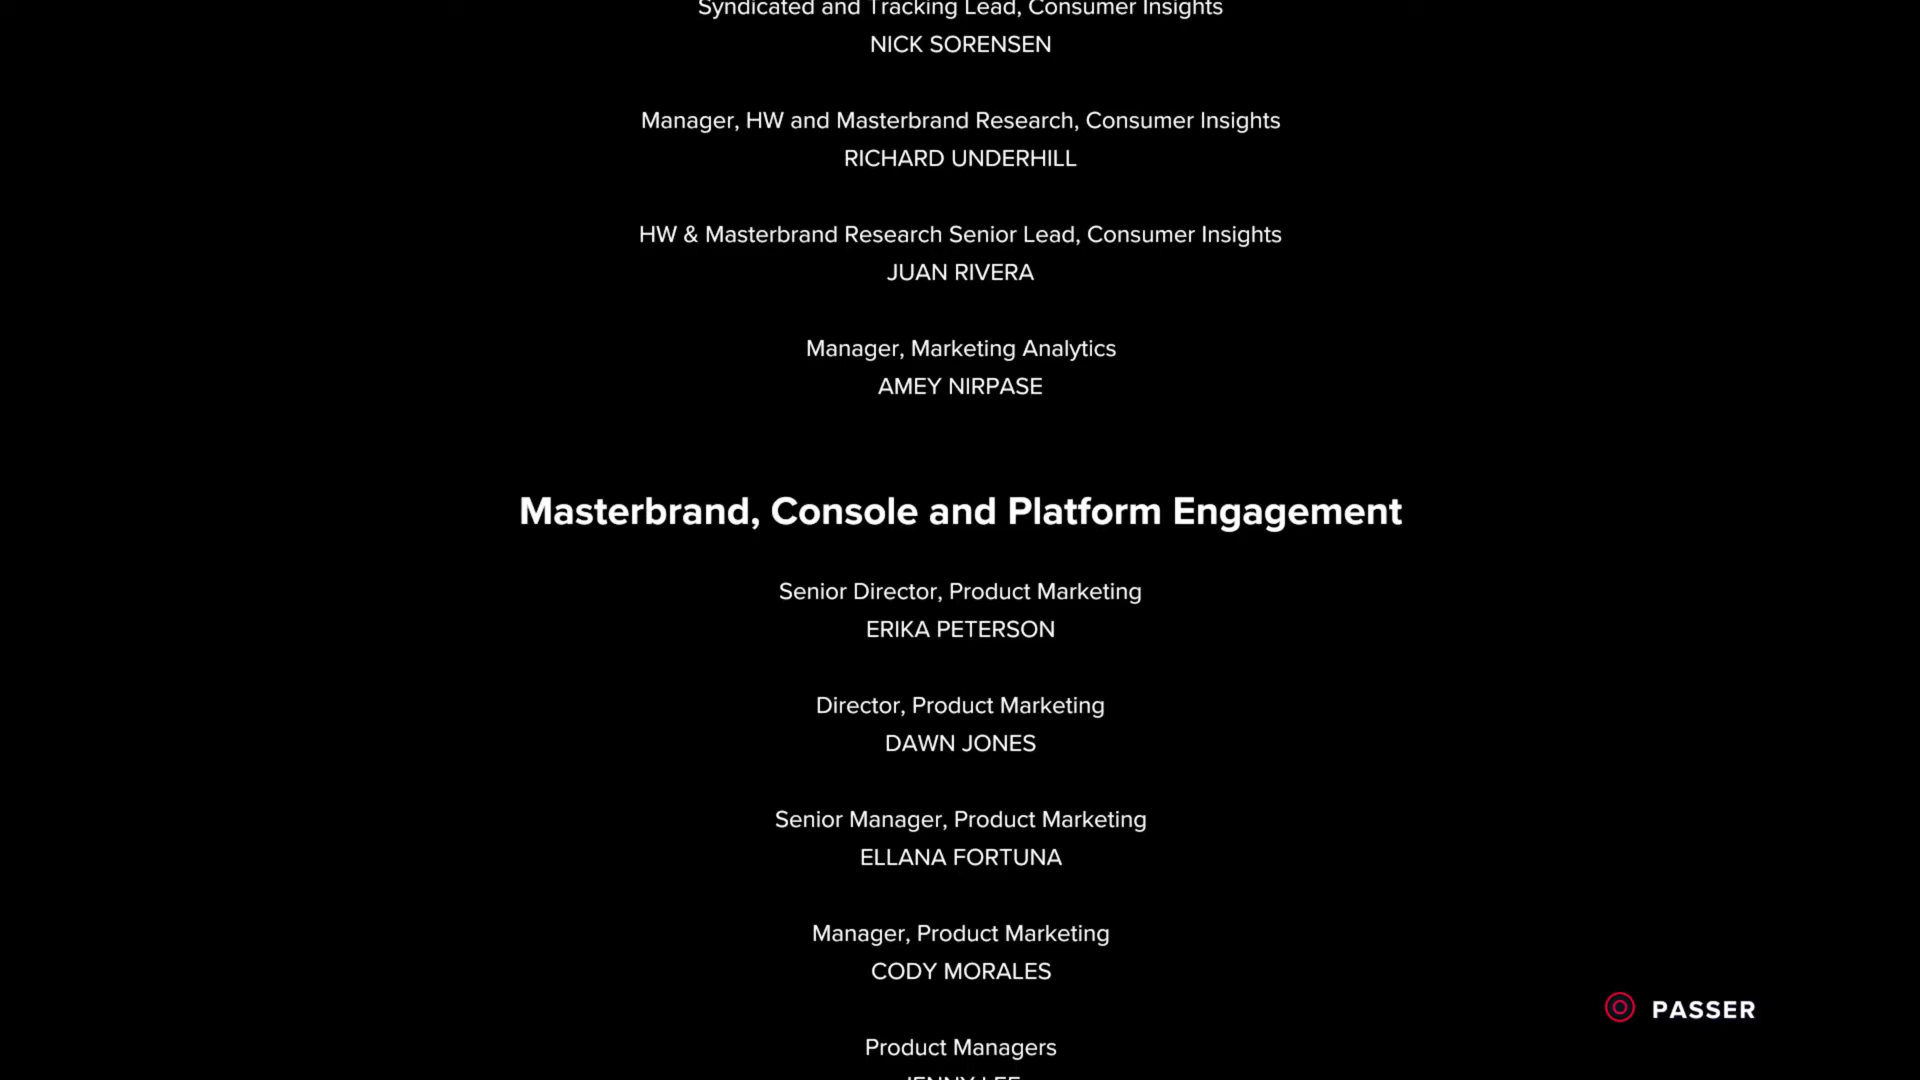 Syndicated and Tracking Lead, Consumer Insights
NICK SORENSEN
Manager, HW and Masterbrand Research, Consumer Insights
RICHARD UNDERHILL
HW & Masterbrand Research Senior Lead, Consumer Insights
JUAN RIVERA
Manager, Marketing Analytics
AMEY NIRPASE
Masterbrand, Console and Platform Engagement
Senior Director, Product Marketing
ERIKA PETERSON
Director, Product Marketing
DAWN JONES
Senior Manager, Product Marketing
ELLANA FORTUNA
Manager, Product Marketing
CODY MORALES
PASSER
Product Managers
JENNY LEE